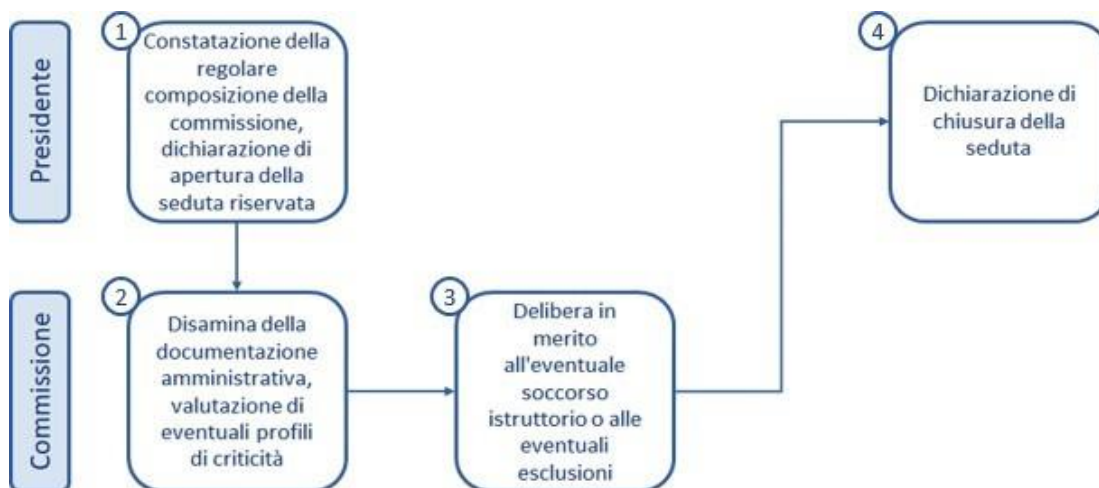 Presidente
1
Constatazione della
regolare
composizione della
commissione,
dichiarazione di
apertura della
seduta riservata
4
Dichiarazione di
chiusura della
seduta
Commissione
2
Disamina della
documentazione
amministrativa,
valutazione di
eventuali profili
di criticità
3
Delibera in
merito
all'eventuale
soccorso
istruttorio o alle
eventuali
esclusioni